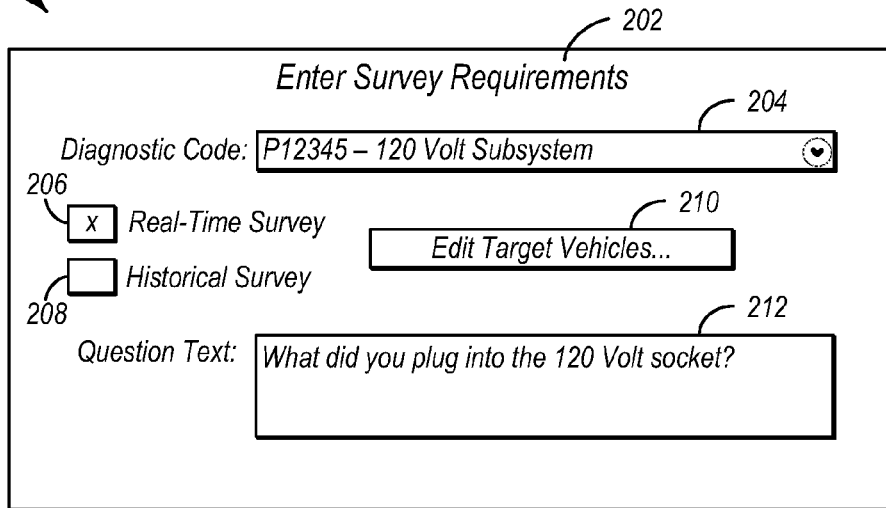 202
Enter Survey Requirements
204
Diagnostic Code: P12345 – 120 Volt Subsystem
206
x Real-Time Survey
210
Edit Target Vehicles...
Historical Survey
208
212
Question Text: What did you plug into the 120 Volt socket?